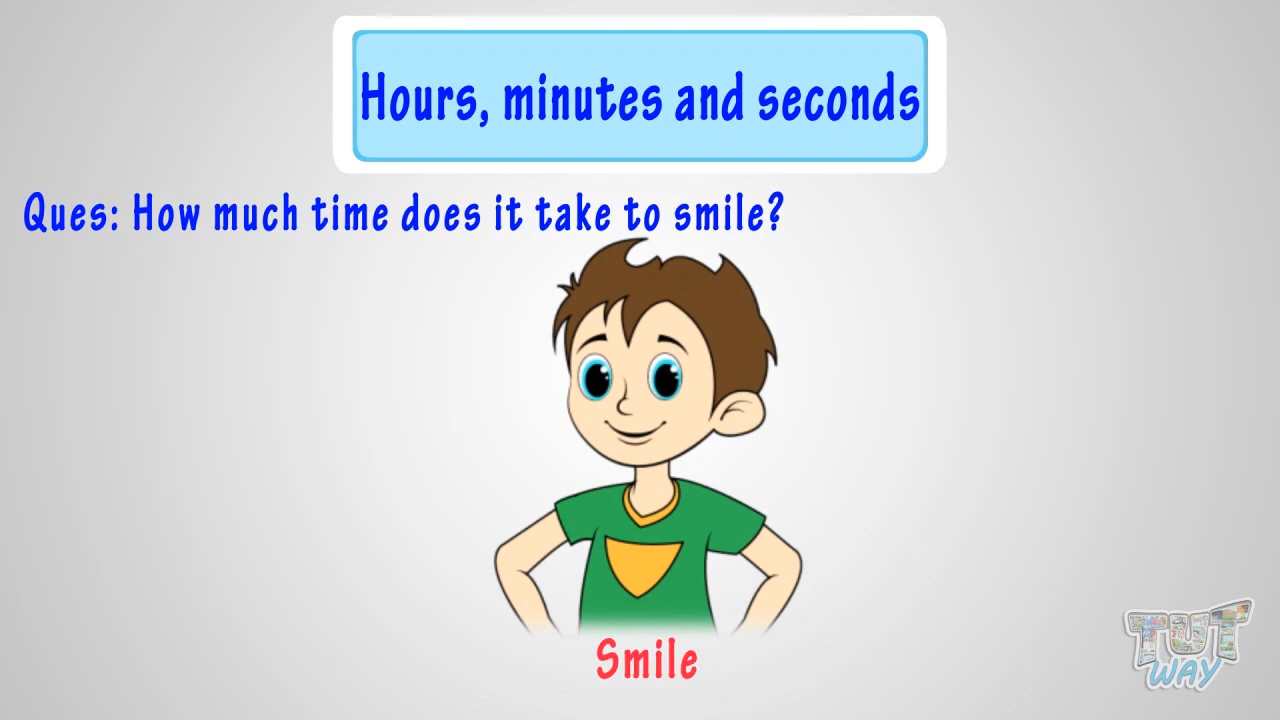 Hours, minutes and seconds
Ques: How much time does it take to smile?
Smile
TUT
WAY